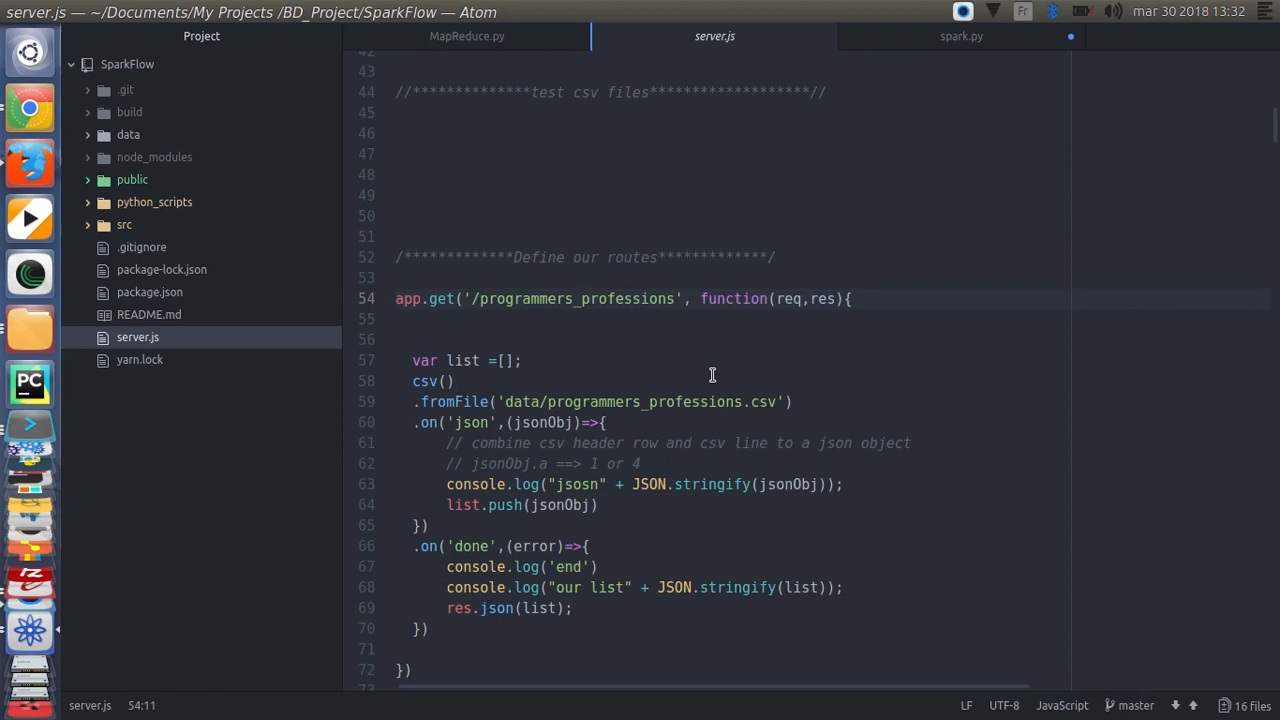 server.js — ~/Documents/My Projects /BD_Project/SparkFlow — Atom
Fr
mar 30 2018 13:32
Project
MapReduce.py
server.js
spark.py
SparkFlow
.git
build
data
node_modules
public
python_scripts
src
.gitignore
package-lock.json
package.json
README.md
server.js
yarn.lock
42
43
44 //**************test csv files*******************//
45
46
47
48
49
50
51
52 /*************Define our routes*************/
53
54 app.get('/programmers_professions', function(req,res){
55
56
57 var list =[];
58 csv()
59 .fromFile('data/programmers_professions.csv')
60 .on('json',(jsonObj)=>{
61 // combine csv header row and csv line to a json object
62 // jsonObj.a ==> 1 or 4
63 console.log("jsosn" + JSON.stringify(jsonObj));
64 list.push(jsonObj)
65 })
66 .on('done',(error)=>{
67 console.log('end')
68 console.log("our list" + JSON.stringify(list));
69 res.json(list);
70 })
71
72 })
73
PC
server.js 54:11 LF UTF-8 JavaScript master 16 files